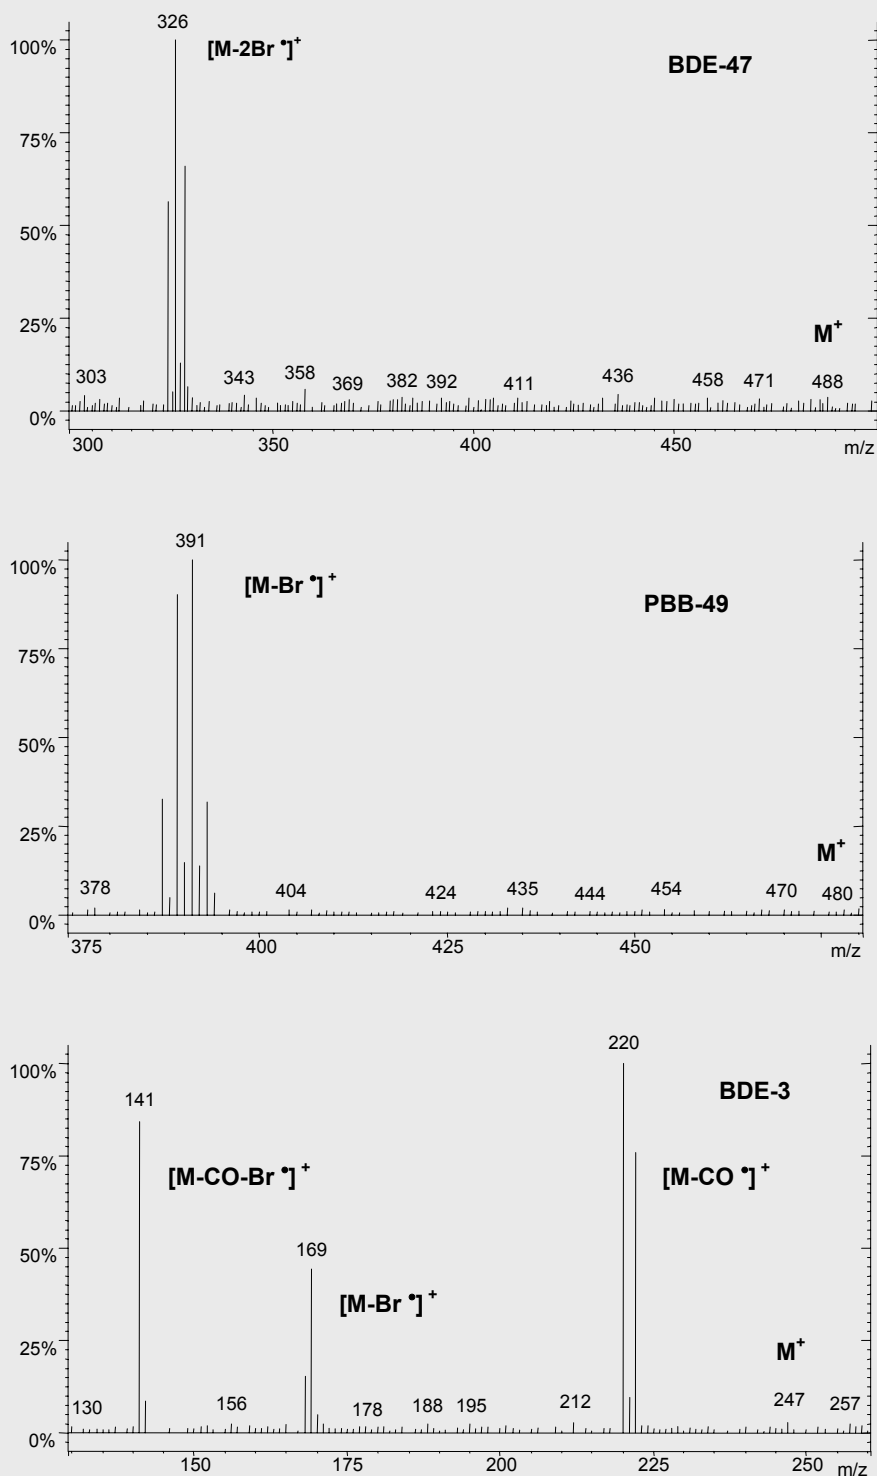 326
100%
[M-2Br •]+
BDE-47
75%
50%
25%
M+
303 343 358 369 382 392 411 436 458 471 488
0%
300 350 400 450 m/z
391
100%
[M-Br •] +
PBB-49
75%
50%
25%
M+
378 404 424 435 444 454 470 480
0%
375 400 425 450 m/z
220
100%
BDE-3
141
75%
[M-CO-Br •] +
[M-CO •] +
50%
169
[M-Br •] +
25%
M+
130 156 178 188 195 212 247 257
0%
150 175 200 225 250 m/z